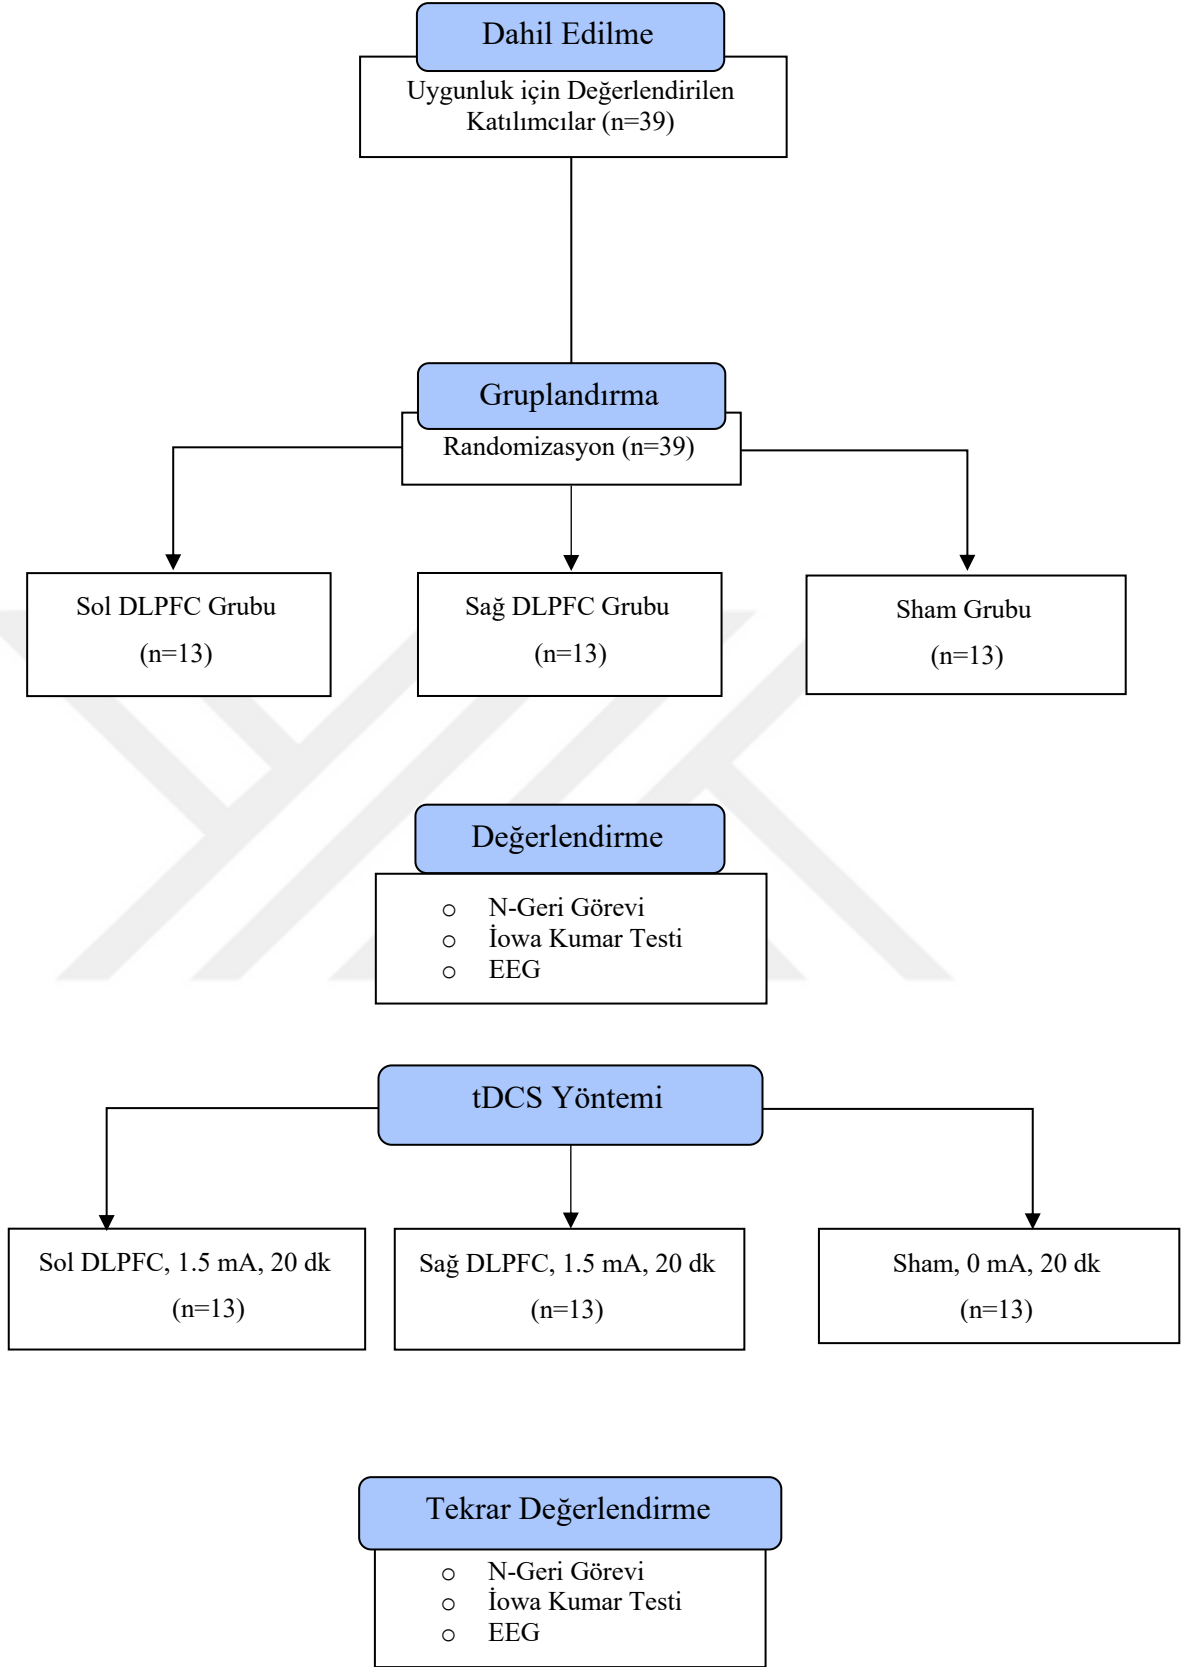 Dahil Edilme
Uygunluk için Değerlendirilen
Katılımcılar (n=39)
Gruplandırma
Randomizasyon (n=39)
Sol DLPFC Grubu
(n=13)
Sağ DLPFC Grubu
(n=13)
Sham Grubu
(n=13)
Değerlendirme
o N-Geri Görevi
o İowa Kumar Testi
o EEG
tDCS Yöntemi
Sol DLPFC, 1.5 mA, 20 dk
(n=13)
Sağ DLPFC, 1.5 mA, 20 dk
(n=13)
Sham, 0 mA, 20 dk
(n=13)
Tekrar Değerlendirme
o N-Geri Görevi
o İowa Kumar Testi
o EEG